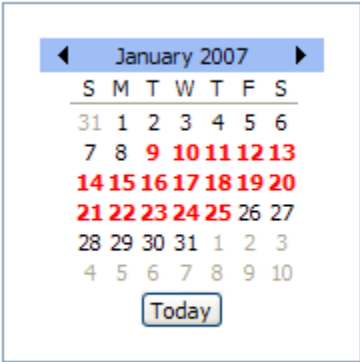 January 2007
S M T W T F S
31 1 2 3 4 5 6
7 8 9 10 11 12 13
14 15 16 17 18 19 20
21 22 23 24 25 26 27
28 29 30 31 1 2 3
4 5 6 7 8 9 10
Today